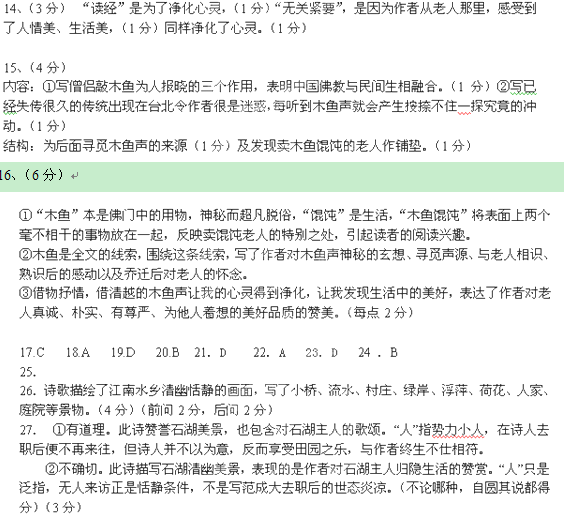 14、（3 分） “读经”是为了净化心灵，（1 分）“无关紧要”，是因为作者从老人那里，感受到
了人情美、生活美，（1 分）同样净化了心灵。（1 分）
15、（4 分）
内容：①写僧侣敲木鱼为人报晓的三个作用，表明中国佛教与民间生相融合。（1 分）②写已
经失传很久的传统出现在台北令作者很是迷惑，每听到木鱼声就会产生按捺不住一探究竟的冲
动。（1 分）
结构：为后面寻觅木鱼声的来源（1 分）及发现卖木鱼馄饨的老人作铺垫。（1 分）
16、（6 分）
①“木鱼”本是佛门中的用物，神秘而超凡脱俗，“馄饨”是生活，“木鱼馄饨”将表面上两个
毫不相干的事物放在一起，反映卖馄饨老人的特别之处，引起读者的阅读兴趣。
②木鱼是全文的线索，围绕这条线索，写了作者对木鱼声神秘的玄想、寻觅声源、与老人相识、
熟识后的感动以及乔迁后对老人的怀念。
③借物抒情，借清越的木鱼声让我的心灵得到净化，让我发现生活中的美好，表达了作者对老
人真诚、朴实、有尊严、为他人着想的美好品质的赞美。（每点 2 分）
17.C 18.A 19.D 20.B 21. D 22. A 23. D 24 . B
25.
26. 诗歌描绘了江南水乡清幽恬静的画面，写了小桥、流水、村庄、绿岸、浮萍、荷花、人家、
庭院等景物。（4 分）（前问 2 分，后问 2 分）
27. ①有道理。此诗赞誉石湖美景，也包含对石湖主人的歌颂。“人”指势力小人，在诗人去
职后便不再来往，但诗人并不以为意，反而享受田园之乐，与作者终生不仕相符。
②不确切。此诗描写石湖清幽美景，表现的是作者对石湖主人归隐生活的赞赏。“人”只是
泛指，无人来访正是恬静条件，不是写范成大去职后的世态炎凉。（不论哪种，自圆其说都得
分）（3 分）